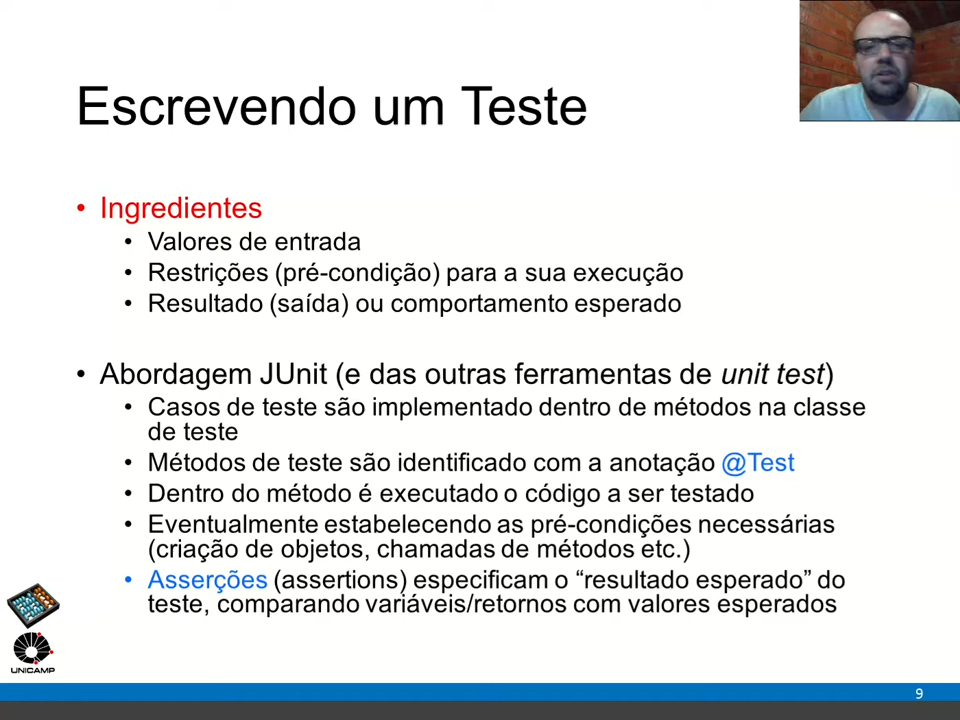 Escrevendo um Teste
• Ingredientes
• Valores de entrada
• Restrições (pré-condição) para a sua execução
• Resultado (saída) ou comportamento esperado
• Abordagem JUnit (e das outras ferramentas de unit test)
• Casos de teste são implementado dentro de métodos na classe
de teste
• Métodos de teste são identificado com a anotação @Test
• Dentro do método é executado o código a ser testado
• Eventualmente estabelecendo as pré-condições necessárias
(criação de objetos, chamadas de métodos etc.)
• Asserções (assertions) especificam o “resultado esperado” do
teste, comparando variáveis/retornos com valores esperados
UNICAMP
9